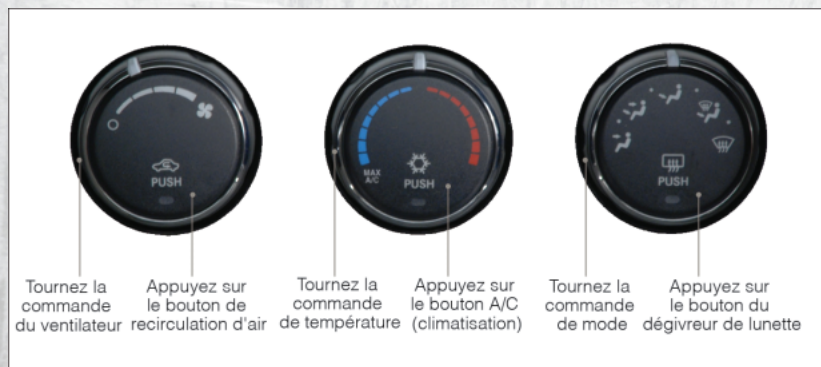 PUSH
MAX
A/C
PUSH
PUSH
Tournez la
commande
du ventilateur
Appuyez sur
le bouton de
recirculation d'air
Tournez la
commande
de température
Appuyez sur
le bouton A/C
(climatisation)
Tournez la
commande
de mode
Appuyez sur
le bouton du
dégivreur de lunette